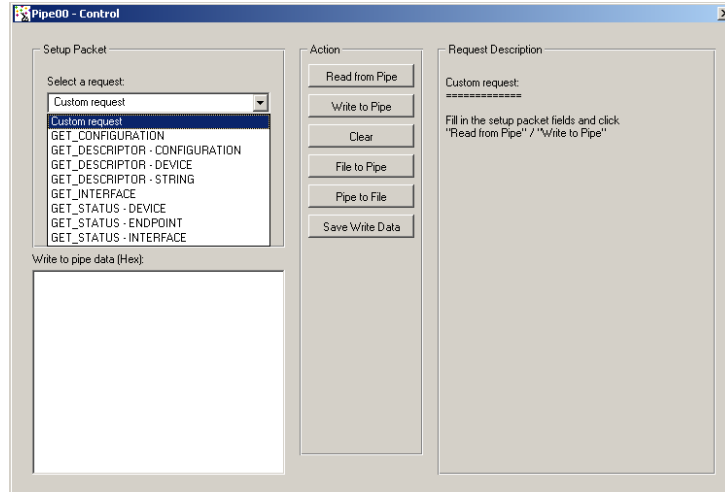 Pipe00 - Control
Setup Packet
Select a request:
Custom request
Custom request
GET_CONFIGURATION
GET_DESCRIPTOR - CONFIGURATION
GET_DESCRIPTOR - DEVICE
GET_DESCRIPTOR - STRING
GET_INTERFACE
GET_STATUS - DEVICE
GET_STATUS - ENDPOINT
GET_STATUS - INTERFACE
Write to pipe data (Hex):
Action
Read from Pipe
Write to Pipe
Clear
File to Pipe
Pipe to File
Save Write Data
Request Description
Custom request:
=============
Fill in the setup packet fields and click
"Read from Pipe" / "Write to Pipe"